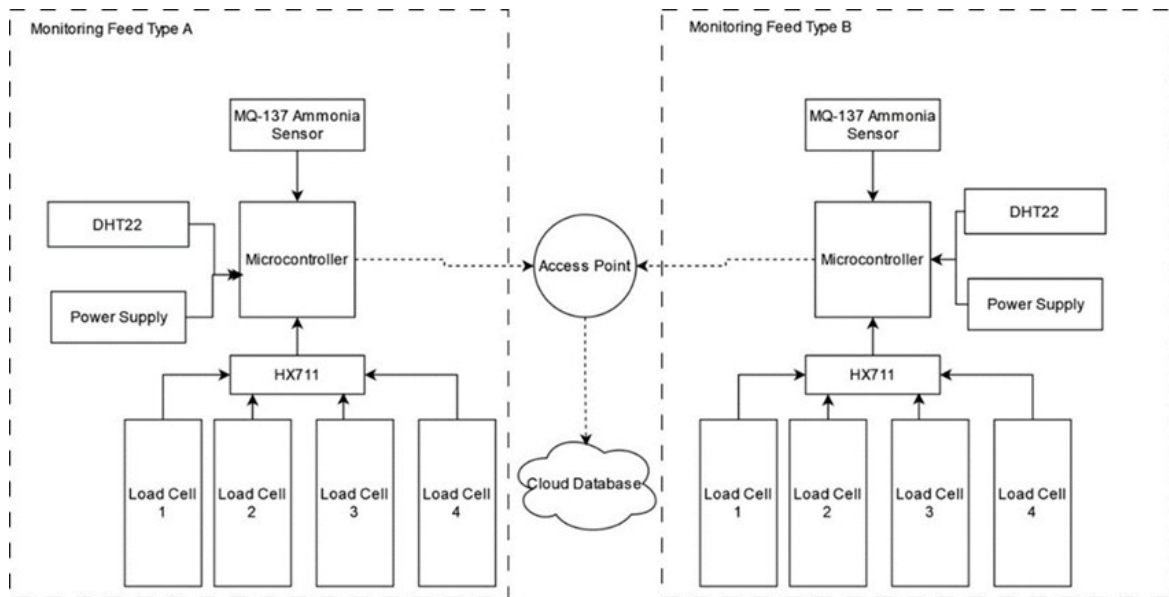 Monitoring Feed Type A
MQ-137 Ammonia
Sensor
DHT22
Microcontroller
Power Supply
HX711
Load Cell
1
Load Cell
2
Load Cell
3
Load Cell
4
Access Point
Cloud Database
Monitoring Feed Type B
MQ-137 Ammonia
Sensor
DHT22
Microcontroller
Power Supply
HX711
Load Cell
1
Load Cell
2
Load Cell
3
Load Cell
4